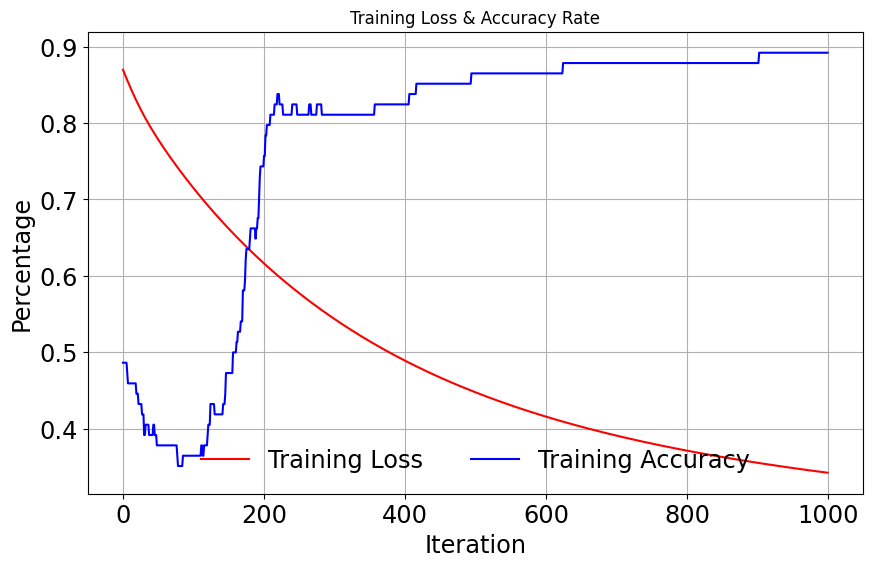 Training Loss & Accuracy Rate
Percentage
0.9
0.8
0.7
0.6
0.5
0.4
Training Loss Training Accuracy
0 200 400 600 800 1000
Iteration